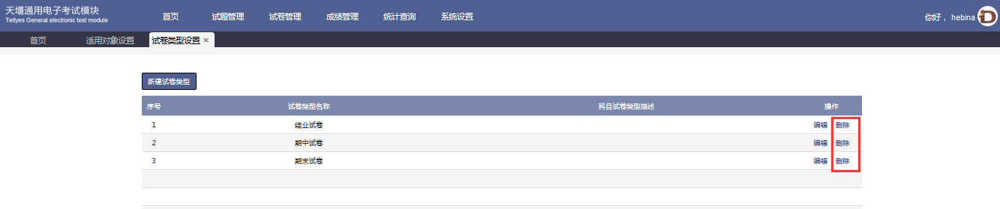 天堰通用电子考试模块
Tellyes General electronic test module
首页 试题管理 试卷管理 成绩管理 统计查询 系统设置
你好， hebina
首页 适用对象设置 试卷类型设置 ×
新建试卷类型
序号 试卷类型名称 科目试卷类型描述 操作
1 结业试卷 编辑 删除
2 期中试卷 编辑 删除
3 期末试卷 编辑 删除